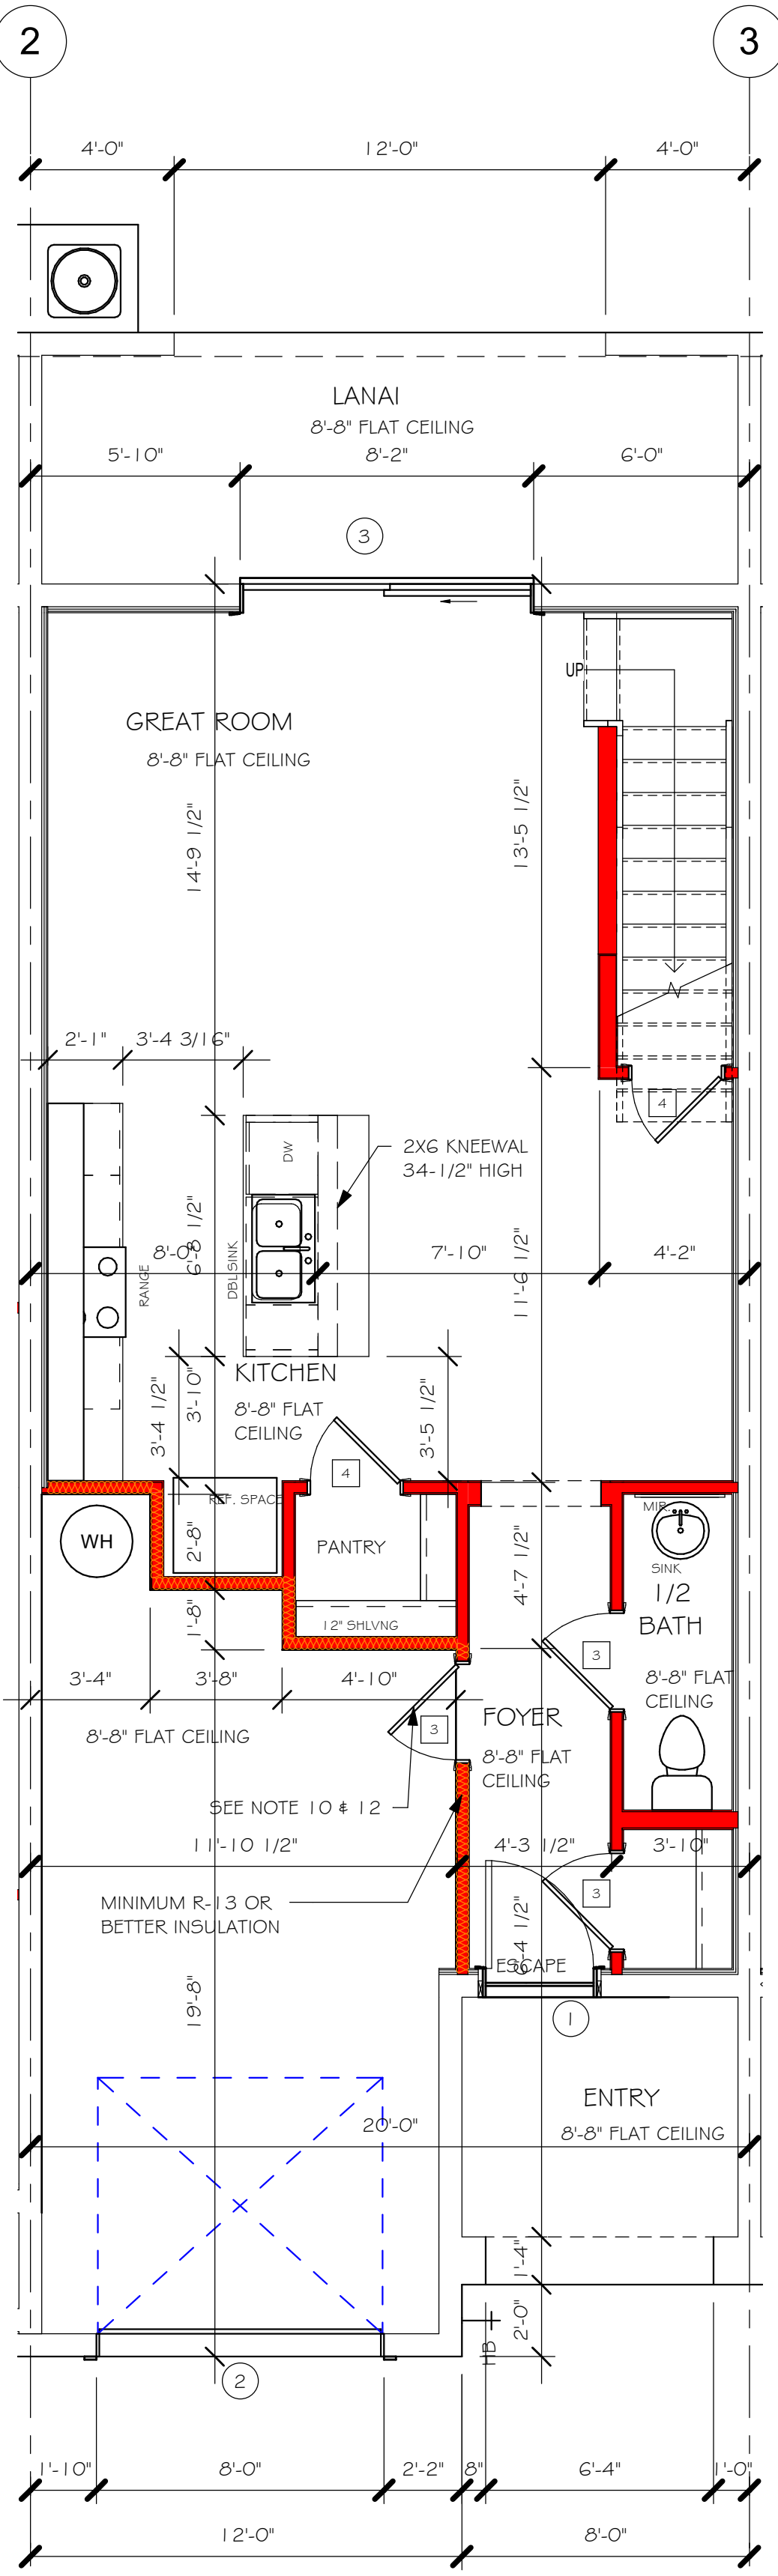 2
3
4'-0"
12'-0"
4'-0"
LANAI
8'-8" FLAT CEILING
5'-10"
8'-2"
6'-0"
3
UP
GREAT ROOM
8'-8" FLAT CEILING
14'-9 1/2"
13'-5 1/2"
2'-1"
3'-4 3/16"
4
DW
2X6 KNEEWAL
34-1/2" HIGH
6'-8 1/2"
11'-6 1/2"
8'-0"
7'-10"
4'-2"
RANGE
DBL SINK
KITCHEN
8'-8" FLAT
CEILING
3'-4 1/2"
3'-10"
3'-5 1/2"
4
REF. SPACE
MIR.
WH
2'-8"
PANTRY
4'-7 1/2"
SINK
1/2
BATH
12" SHLVNG
1'-8"
3
3'-4"
3'-8"
4'-10"
8'-8" FLAT
CEILING
FOYER
3
8'-8" FLAT CEILING
8'-8" FLAT
CEILING
SEE NOTE 10 & 12
11'-10 1/2"
4'-3 1/2"
3'-10"
3
MINIMUM R-13 OR
BETTER INSULATION
6'-4 1/2"
ESCAPE
19'-8"
1
ENTRY
20'-0"
8'-8" FLAT CEILING
1'-4"
2'-0"
HB
2
1'-10"
8'-0"
2'-2"
8"
6'-4"
1'-0"
12'-0"
8'-0"